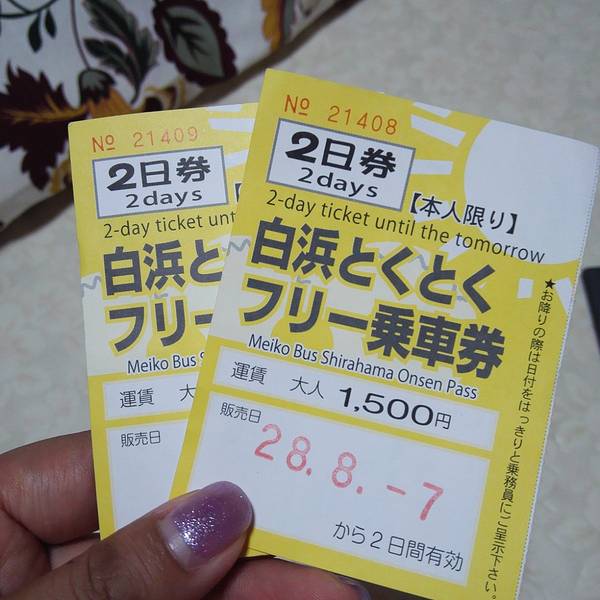 № 21409
2日券
2days
2-day ticket until
白浜と
フリー
Meiko Bus
運賃
販売日
№ 21408
2日券
2days
【本人限り】
2-day ticket until the tomorrow
白浜とくとく
フリー乗車券
Meiko Bus Shirahama Onsen Pass
運賃 大人 1,500円
販売日
28.8.-7
から2日間有効
★お降りの際は日付をはっきりと乗務員にご呈示下さい。